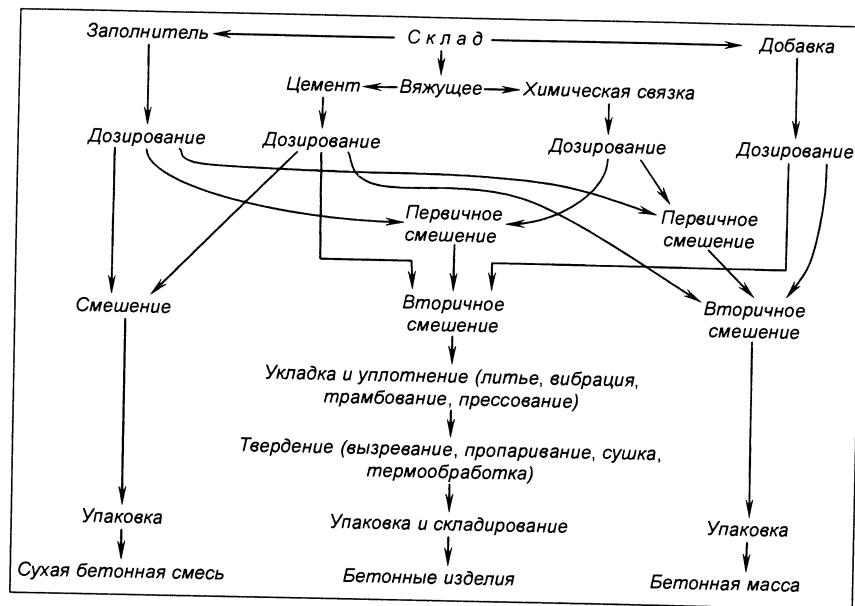 Заполнитель
Склад
Добавка
Цемент
Вяжущее
Химическая связка
Дозирование
Дозирование
Дозирование
Дозирование
Первичное
смешение
Первичное
смешение
Смешение
Вторичное
смешение
Вторичное
смешение
Укладка и уплотнение (литье, вибрация,
трамбование, прессование)
Твердение (вызревание, пропаривание, сушка,
термообработка)
Упаковка
Упаковка и складирование
Упаковка
Сухая бетонная смесь
Бетонные изделия
Бетонная масса